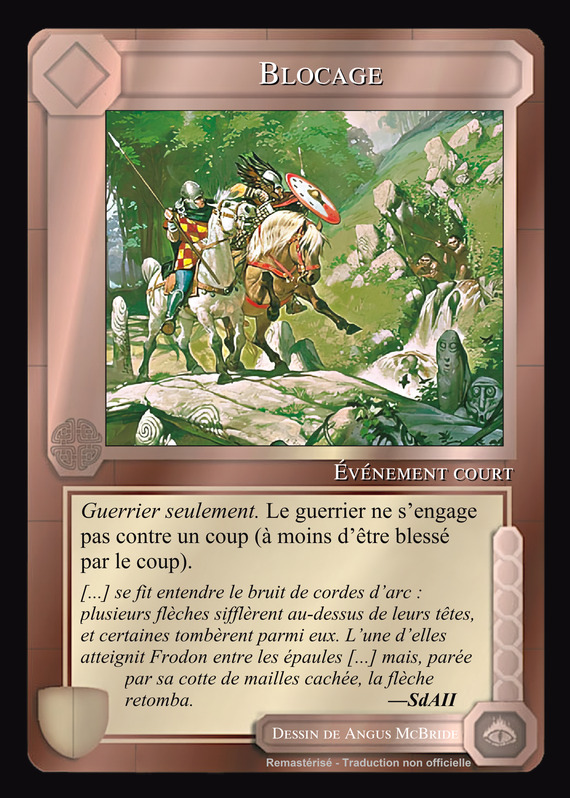 Blocage
Événement court
Guerrier seulement. Le guerrier ne s'engage
pas contre un coup (à moins d'être blessé
par le coup).
[...] se fit entendre le bruit de cordes d'arc :
plusieurs flèches sifflèrent au-dessus de leurs têtes,
et certaines tombèrent parmi eux. L'une d'elles
atteignit Frodon entre les épaules [...] mais, parée
par sa cotte de mailles cachée, la flèche
retomba. —SdAII
Dessin de Angus McBride
Remastérisé - Traduction non officielle